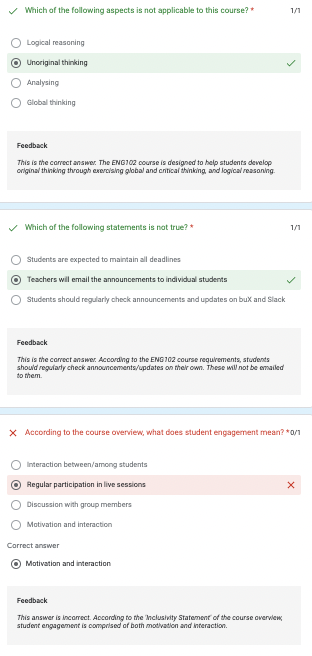 Which of the following aspects is not applicable to this course? * 1/1
Logical reasoning
Unoriginal thinking
Analysing
Global thinking
Feedback
This is the correct answer. The ENG102 course is designed to help students develop
original thinking through exercising global and critical thinking, and logical reasoning.
Which of the following statements is not true? * 1/1
Students are expected to maintain all deadlines
Teachers will email the announcements to individual students
Students should regularly check announcements and updates on buX and Slack
Feedback
This is the correct answer. According to the ENG102 course requirements, students
should regularly check announcements/updates on their own. These will not be emailed
to them.
According to the course overview, what does student engagement mean? * 0/1
Interaction between/among students
Regular participation in live sessions
Discussion with group members
Motivation and interaction
Correct answer
Motivation and interaction
Feedback
This answer is incorrect. According to the 'Inclusivity Statement' of the course overview,
student engagement is comprised of both motivation and interaction.